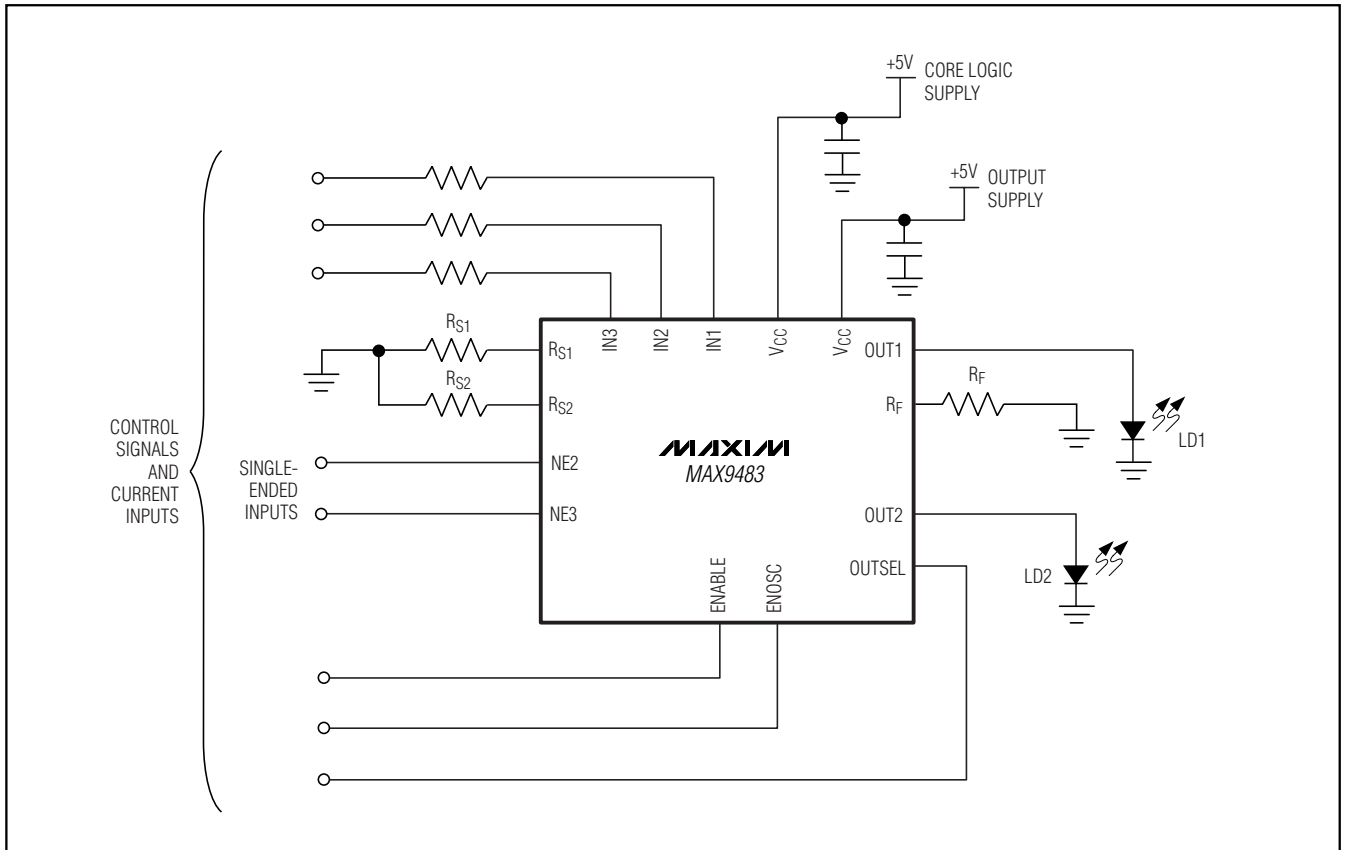 +5V
CORE LOGIC
SUPPLY
+5V
OUTPUT
SUPPLY
RS1
RS2
RS1
RS2
IN3
IN2
IN1
VCC
VCC
OUT1
RF
RF
LD1
CONTROL
SIGNALS
AND
CURRENT
INPUTS
SINGLE-
ENDED
INPUTS
NE2
NE3
MAXIM
MAX9483
OUT2
OUTSEL
LD2
ENABLE
ENOSC